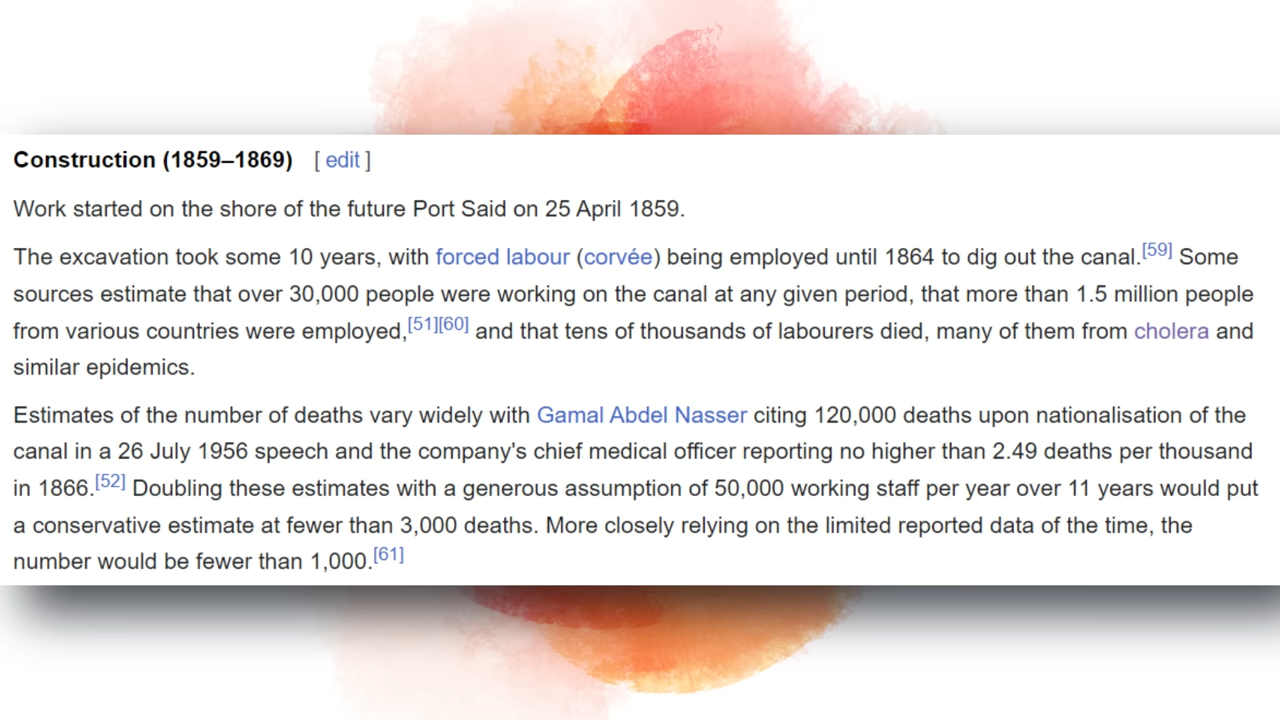 Construction (1859–1869) [ edit ]
Work started on the shore of the future Port Said on 25 April 1859.
The excavation took some 10 years, with forced labour (corvée) being employed until 1864 to dig out the canal.[59] Some
sources estimate that over 30,000 people were working on the canal at any given period, that more than 1.5 million people
from various countries were employed,[51][60] and that tens of thousands of labourers died, many of them from cholera and
similar epidemics.
Estimates of the number of deaths vary widely with Gamal Abdel Nasser citing 120,000 deaths upon nationalisation of the
canal in a 26 July 1956 speech and the company's chief medical officer reporting no higher than 2.49 deaths per thousand
in 1866.[52] Doubling these estimates with a generous assumption of 50,000 working staff per year over 11 years would put
a conservative estimate at fewer than 3,000 deaths. More closely relying on the limited reported data of the time, the
number would be fewer than 1,000.[61]